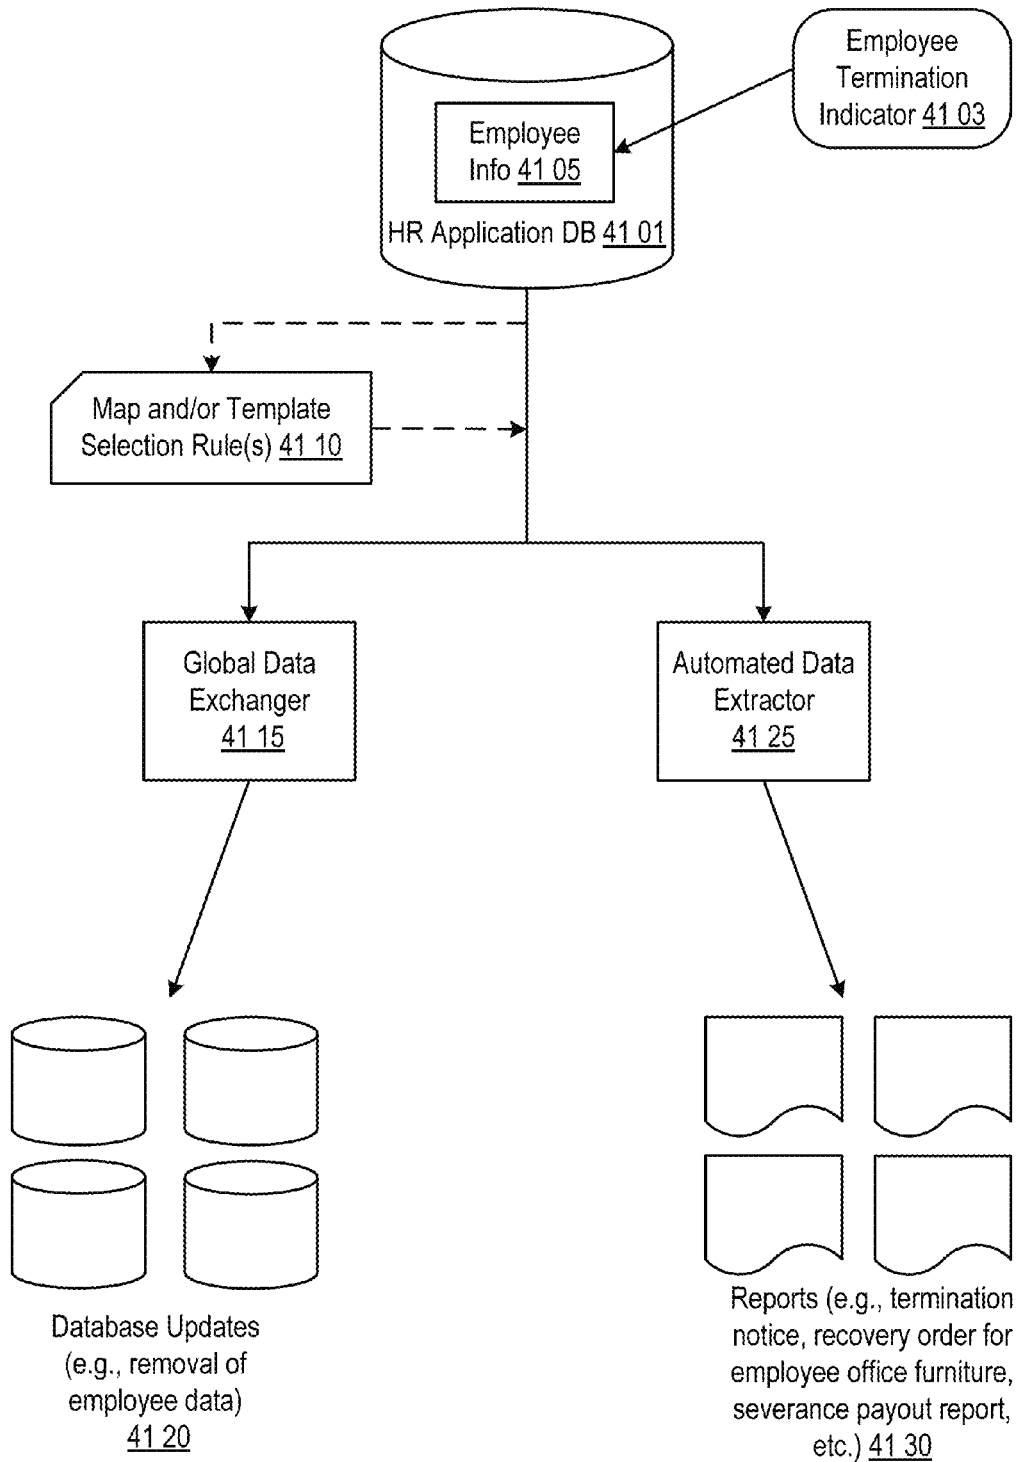 Employee
Termination
Indicator 41 03
Employee
Info 41 05
HR Application DB 41 01
Map and/or Template
Selection Rule(s) 41 10
Global Data
Exchanger
41 15
Automated Data
Extractor
41 25
Database Updates
(e.g., removal of
employee data)
41 20
Reports (e.g., termination
notice, recovery order for
employee office furniture,
severance payout report,
etc.) 41 30